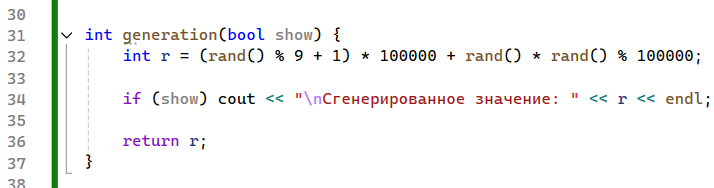 30
31 int generation(bool show) {
32 int r = (rand() % 9 + 1) * 100000 + rand() * rand() % 100000;
33
34 if (show) cout << "\nСгенерированное значение: " << r << endl;
35
36 return r;
37 }
38